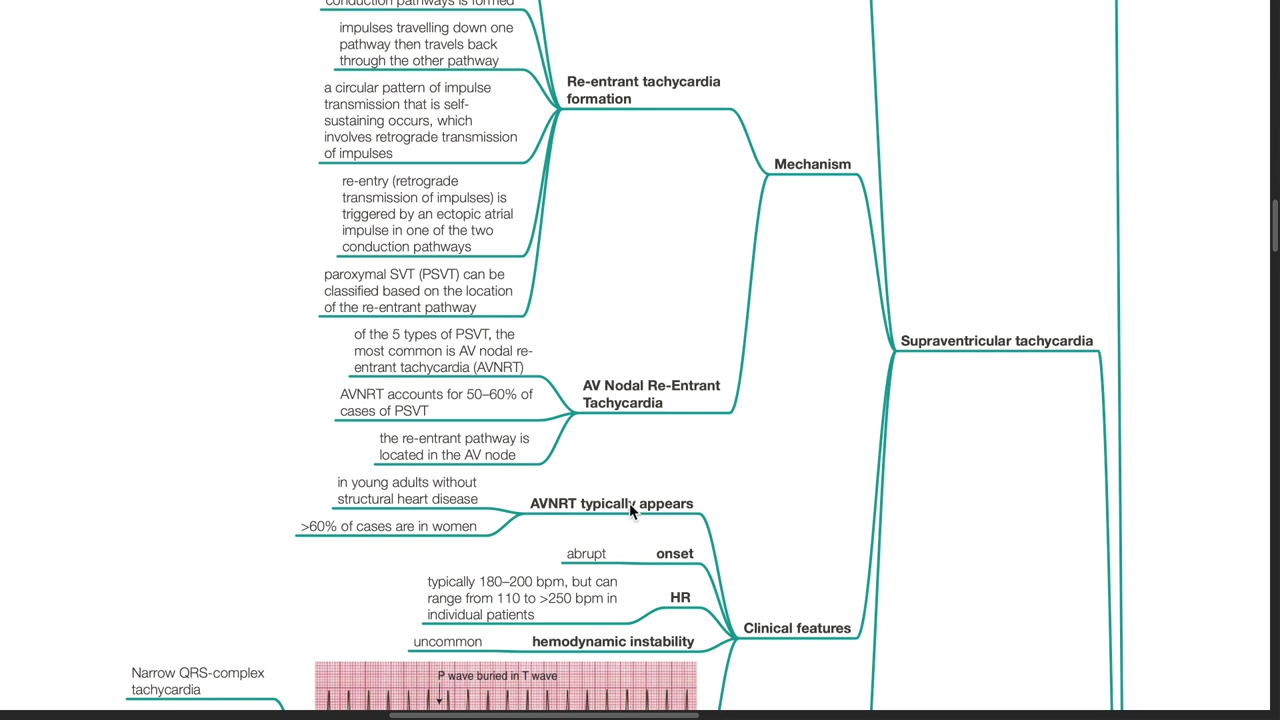 conduction pathways is formed
impulses travelling down one
pathway then travels back
through the other pathway
a circular pattern of impulse
transmission that is self-
sustaining occurs, which
involves retrograde transmission
of impulses
re-entry (retrograde
transmission of impulses) is
triggered by an ectopic atrial
impulse in one of the two
conduction pathways
paroxymal SVT (PSVT) can be
classified based on the location
of the re-entrant pathway
Re-entrant tachycardia
formation
Mechanism
of the 5 types of PSVT, the
most common is AV nodal re-
entrant tachycardia (AVNRT)
AVNRT accounts for 50–60% of
cases of PSVT
the re-entrant pathway is
located in the AV node
AV Nodal Re-Entrant
Tachycardia
Supraventricular tachycardia
in young adults without
structural heart disease
>60% of cases are in women
AVNRT typically appears
abrupt
onset
typically 180–200 bpm, but can
range from 110 to >250 bpm in
individual patients
HR
Clinical features
uncommon
hemodynamic instability
Narrow QRS-complex
tachycardia
P wave buried in T wave